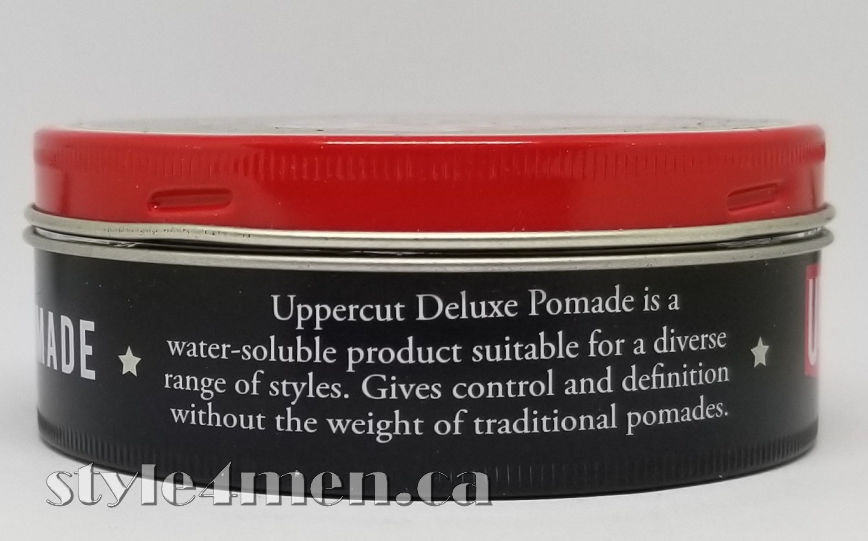 Uppercut Deluxe Pomade is a
water-soluble product suitable for a diverse
range of styles. Gives control and definition
without the weight of traditional pomades.
MADE
U
style4men.ca